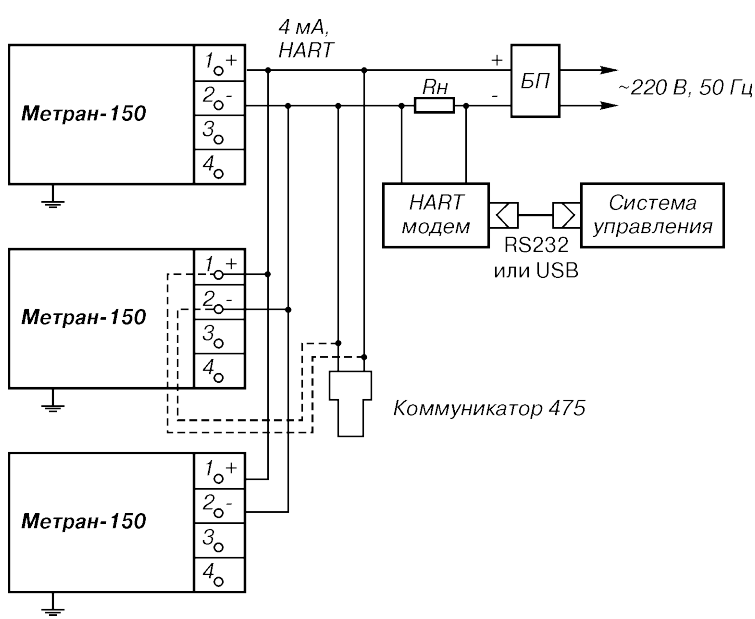 4 мА,
HART
Метран-150
1 +
2 -
3
4
+
-
Rн
БП
~220 В, 50 Гц
HART
модем
RS232
или USB
Система
управления
Метран-150
1 +
2 -
3
4
Коммуникатор 475
Метран-150
1 +
2 -
3
4